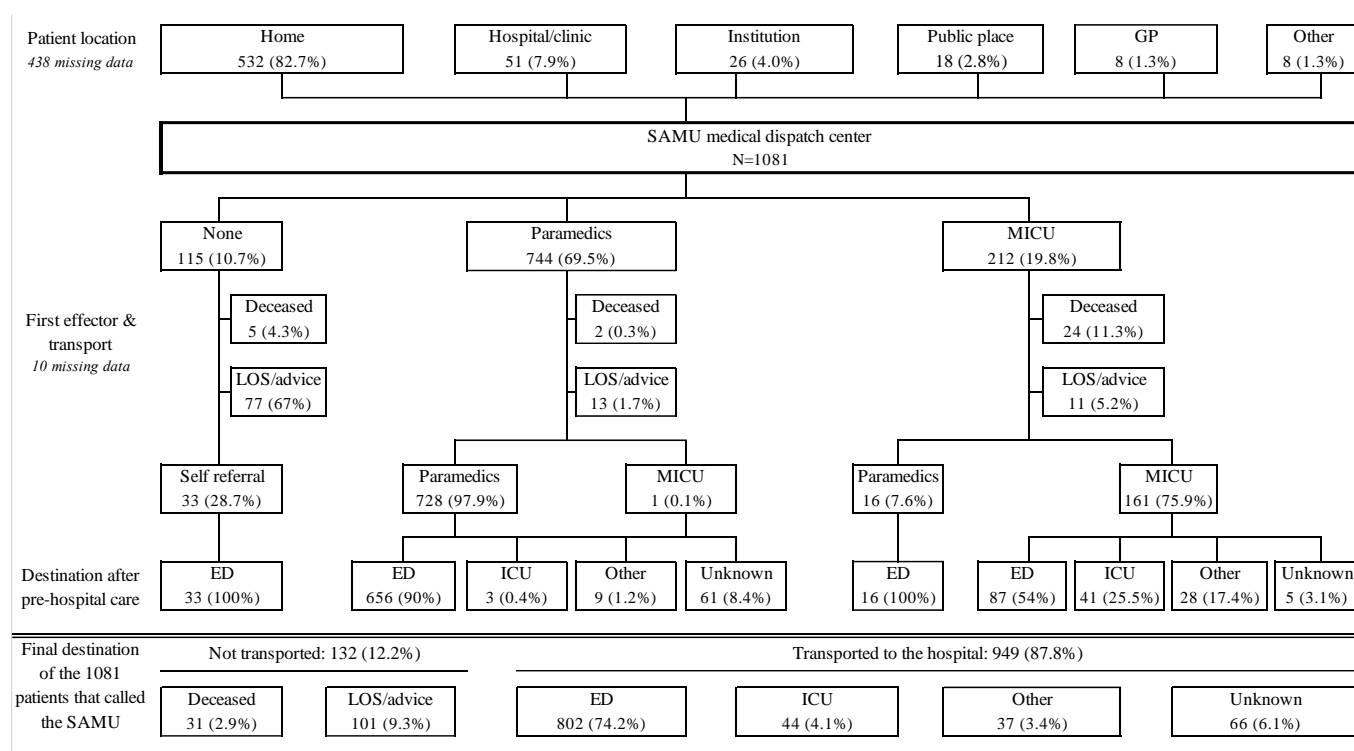 Patient location
438 missing data
Home
532 (82.7%)
Hospital/clinic
51 (7.9%)
Institution
26 (4.0%)
Public place
18 (2.8%)
GP
8 (1.3%)
Other
8 (1.3%)
SAMU medical dispatch center
N=1081
None
115 (10.7%)
Paramedics
744 (69.5%)
MICU
212 (19.8%)
First effector &
transport
10 missing data
Deceased
5 (4.3%)
Deceased
2 (0.3%)
Deceased
24 (11.3%)
LOS/advice
77 (67%)
LOS/advice
13 (1.7%)
LOS/advice
11 (5.2%)
Self referral
33 (28.7%)
Paramedics
728 (97.9%)
MICU
1 (0.1%)
Paramedics
16 (7.6%)
MICU
161 (75.9%)
Destination after
pre-hospital care
ED
33 (100%)
ED
656 (90%)
ICU
3 (0.4%)
Other
9 (1.2%)
Unknown
61 (8.4%)
ED
16 (100%)
ED
87 (54%)
ICU
41 (25.5%)
Other
28 (17.4%)
Unknown
5 (3.1%)
Final destination
of the 1081
patients that called
the SAMU
Not transported: 132 (12.2%)
Transported to the hospital: 949 (87.8%)
Deceased
31 (2.9%)
LOS/advice
101 (9.3%)
ED
802 (74.2%)
ICU
44 (4.1%)
Other
37 (3.4%)
Unknown
66 (6.1%)